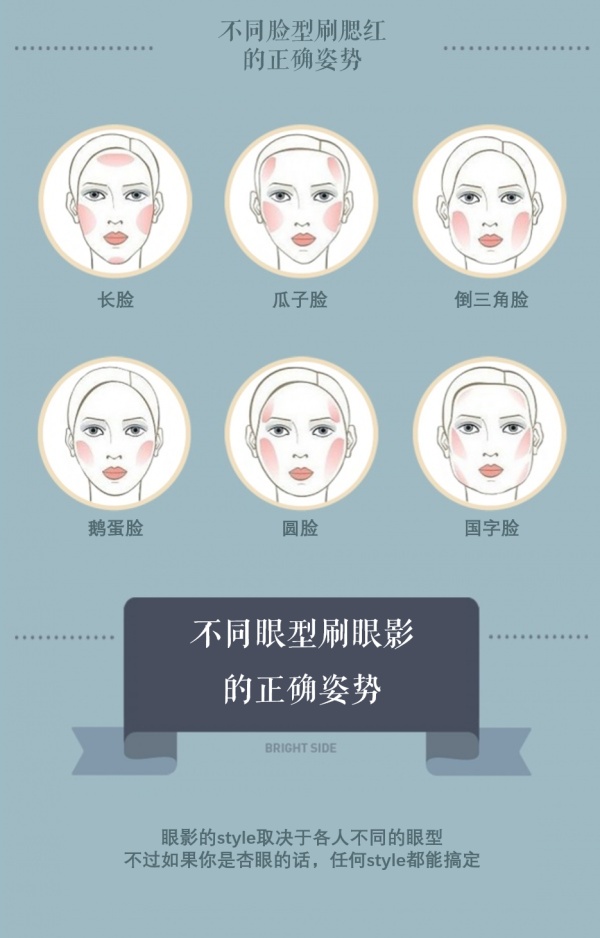 不同脸型刷腮红
的正确姿势
长脸
瓜子脸
倒三角脸
鹅蛋脸
圆脸
国字脸
不同眼型刷眼影
的正确姿势
BRIGHT SIDE
眼影的style取决于各人不同的眼型
不过如果你是杏眼的话，任何style都能搞定